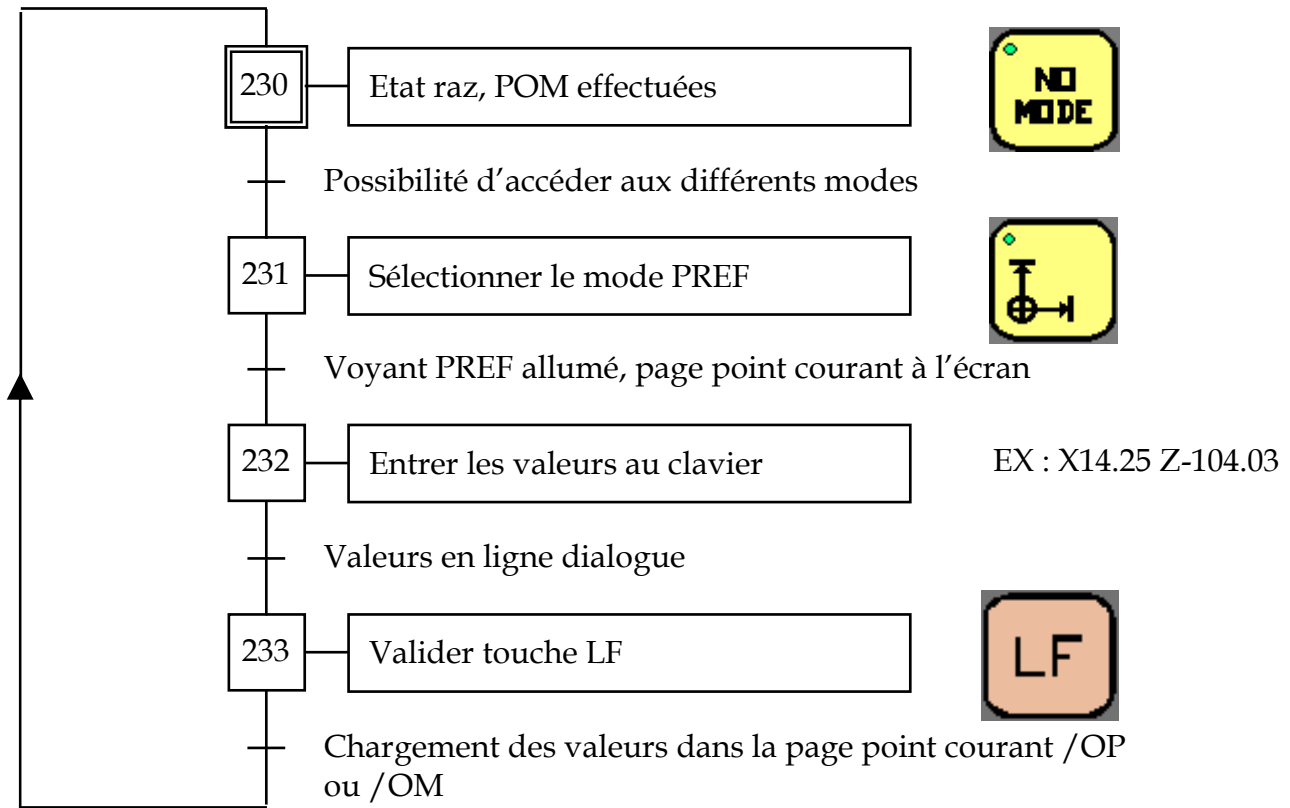 230
Etat raz, POM effectuées
NO
MODE
Possibilité d’accéder aux différents modes
231
Sélectionner le mode PREF
Voyant PREF allumé, page point courant à l’écran
232
Entrer les valeurs au clavier
EX : X14.25 Z-104.03
Valeurs en ligne dialogue
233
Valider touche LF
LF
Chargement des valeurs dans la page point courant /OP
ou /OM